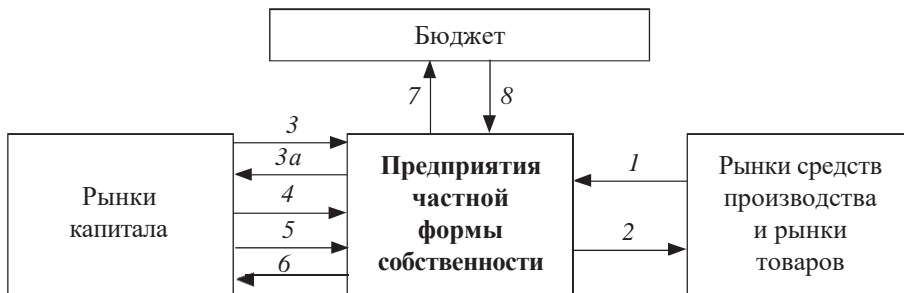 Бюджет
7
8
Рынки
капитала
3
3а
4
5
6
Предприятия
частной
формы
собственности
1
2
Рынки средств
производства
и рынки
товаров